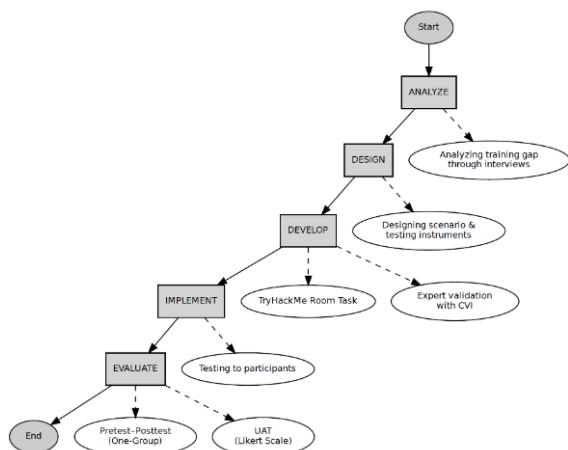 Start
ANALYZE
Analyzing training gap
through interviews
DESIGN
Designing scenario &
testing instruments
DEVELOP
TryHackMe Room Task
Expert validation
with CVI
IMPLEMENT
Testing to participants
EVALUATE
End
Pretest–Posttest
(One-Group)
UAT
(Likert Scale)